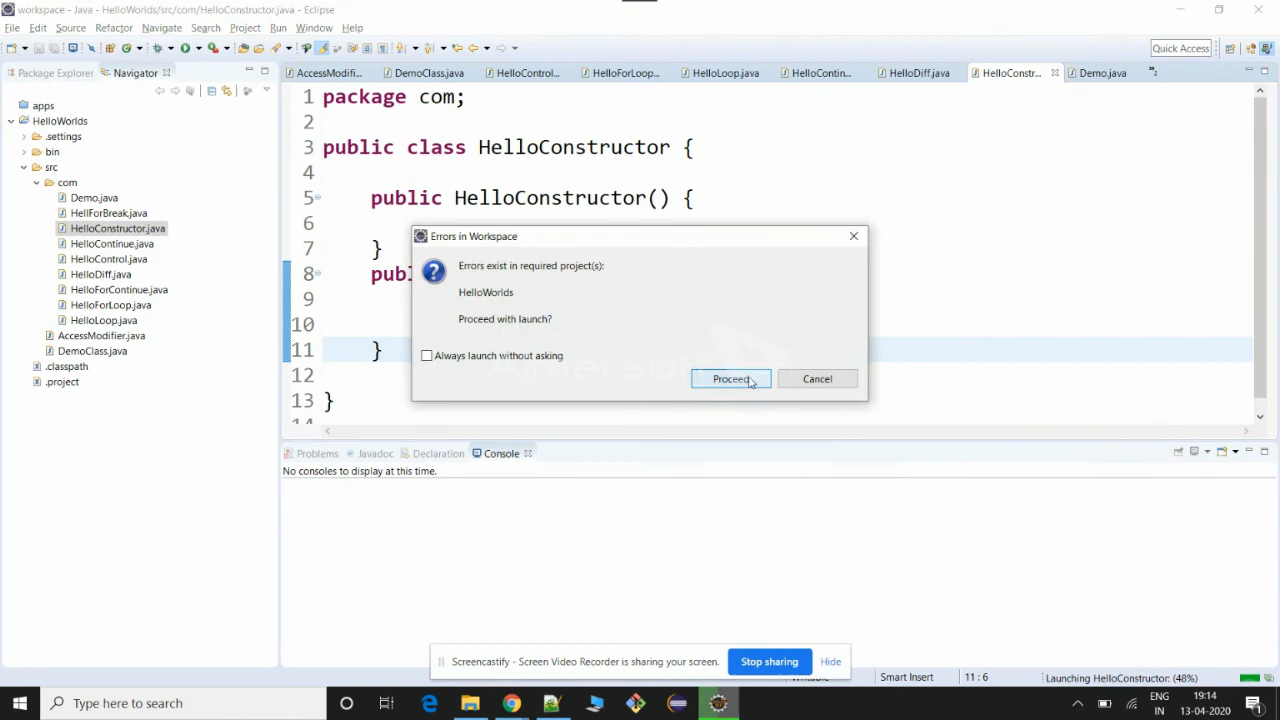 workspace - Java - HelloWorlds/src/com/HelloConstructor.java - Eclipse
File Edit Source Refactor Navigate Search Project Run Window Help
Quick Access
Package Explorer Navigator
AccessModifi... DemoClass.java HelloControl... HelloForLoop... HelloLoop.java HelloContin... HelloDiff.java HelloConstr... Demo.java
apps
HelloWorlds
.settings
bin
src
com
Demo.java
HellForBreak.java
HelloConstructor.java
HelloContinue.java
HelloControl.java
HelloDiff.java
HelloForContinue.java
HelloForLoop.java
HelloLoop.java
AccessModifier.java
DemoClass.java
.classpath
.project
1 package com;
2
3 public class HelloConstructor {
4
5 public HelloConstructor() {
6
7 }
8 publ
9
10
11 }
12
13 }
14
Errors in Workspace
Errors exist in required project(s):
HelloWorlds
Proceed with launch?
Always launch without asking
Proceed Cancel
Problems Javadoc Declaration Console
No consoles to display at this time.
Screencastify - Screen Video Recorder is sharing your screen. Stop sharing Hide
Writable Smart Insert 11 : 6 Launching HelloConstructor: (48%)
Type here to search
ENG
IN
19:14
13-04-2020
1